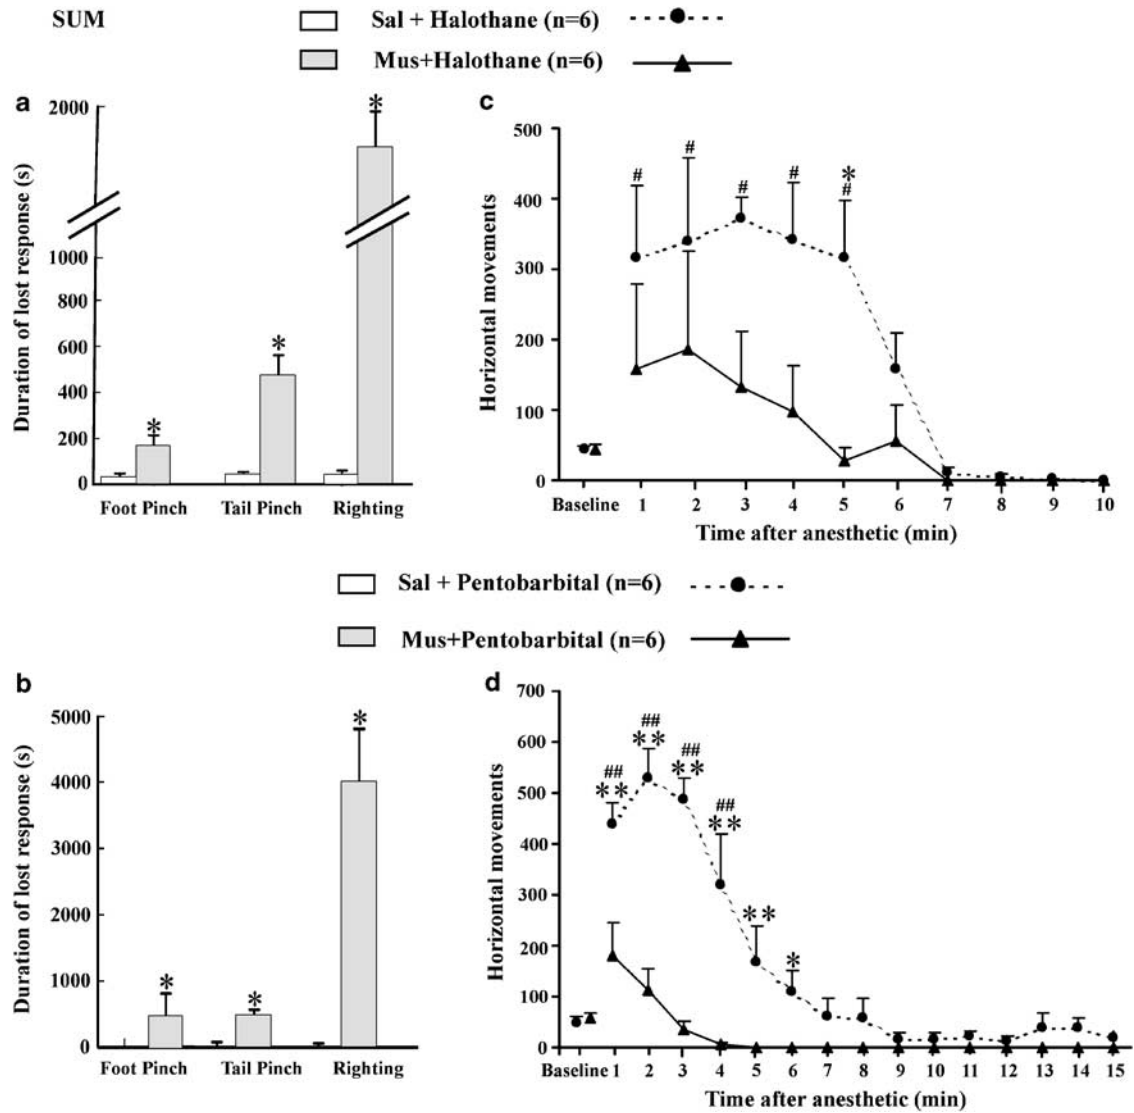 SUM
Sal + Halothane (n=6)
Mus+Halothane (n=6)
a
Duration of lost response (s)
2000
1000
800
600
400
200
0
*
*
*
Foot Pinch Tail Pinch Righting
c
Horizontal movements
500
400
300
200
100
0
# # # # *
#
Baseline 1 2 3 4 5 6 7 8 9 10
Time after anesthetic (min)
Sal + Pentobarbital (n=6)
Mus+Pentobarbital (n=6)
b
Duration of lost response (s)
5000
4000
3000
2000
1000
0
*
*
*
Foot Pinch Tail Pinch Righting
d
Horizontal movements
700
600
500
400
300
200
100
0
##
**
##
**
##
**
##
**
**
*
Baseline 1 2 3 4 5 6 7 8 9 10 11 12 13 14 15
Time after anesthetic (min)